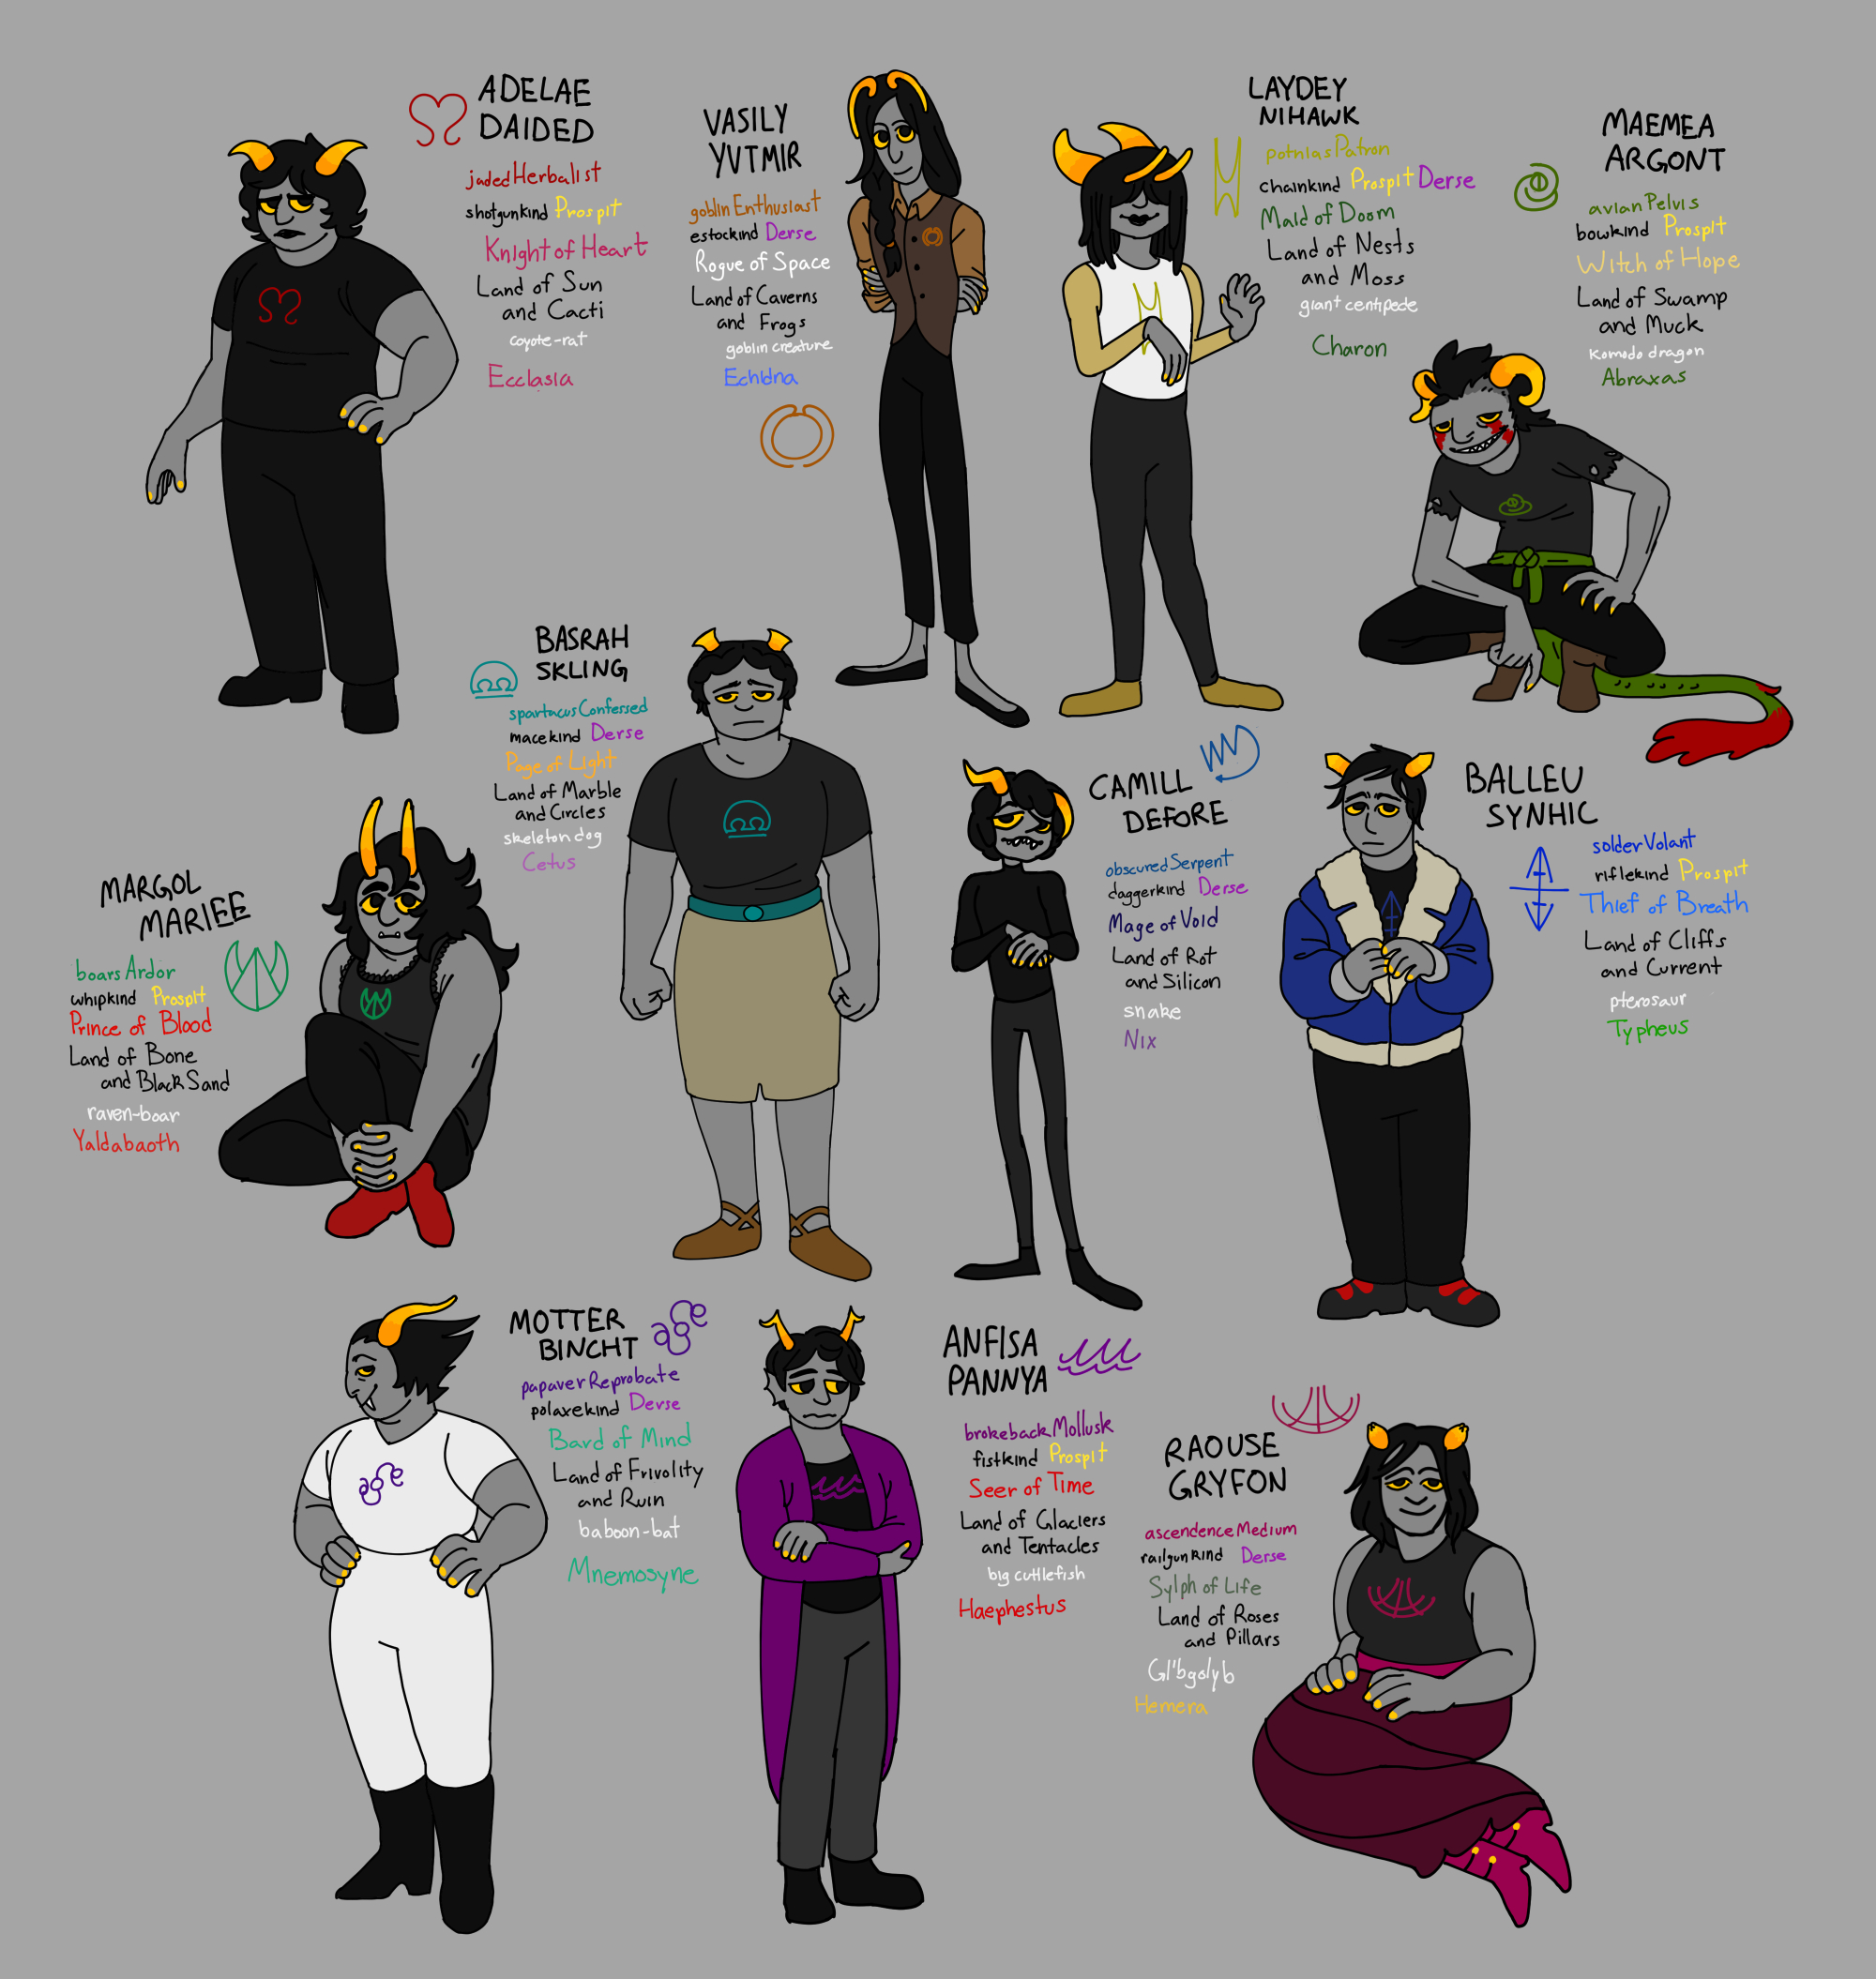 ADELAE
DAIDED
jadedHerbalist
shotgunkind Prospit
Knight of Heart
Land of Sun
and Cacti
coyote-rat
Ecclasia
VASILY
YUTMIR
goblinEnthusiast
estockind Derse
Rogue of Space
Land of Caverns
and Frogs
goblin creature
Echidna
LAYDEY
NIHAWK
potniasPatron
chainkind Prospit Derse
Maid of Doom
Land of Nests
and Moss
giant centipede
Charon
MAEMEA
ARGONT
avianPelvis
bowkind Prospit
Witch of Hope
Land of Swamp
and Muck
komodo dragon
Abraxas
MARGOL
MARIEE
boarsArdor
whipkind Prospit
Prince of Blood
Land of Bone
and Black Sand
raven-boar
Yaldabaoth
BASRAH
SKLING
spartacusConfessed
macekind Derse
Page of Light
Land of Marble
and Circles
skeleton dog
Cetus
CAMILL
DEFORE
obscuredSerpent
daggerkind Derse
Mage of Void
Land of Rot
and Silicon
snake
Nix
BALLEU
SYNHIC
solderVolant
riflekind Prospit
Thief of Breath
Land of Cliffs
and Current
pterosaur
Typheus
MOTTER
BINCHT
papaverReprobate
polaxekind Derse
Bard of Mind
Land of Frivolity
and Ruin
baboon-bat
Mnemosyne
ANFISA
PANNYA
brokebackMollusk
fistkind Prospit
Seer of Time
Land of Glaciers
and Tentacles
big cuttlefish
Haephestus
RAOUSE
GRYFON
ascendenceMedium
railgunkind Derse
Sylph of Life
Land of Roses
and Pillars
Gl'bgolyb
Hemera